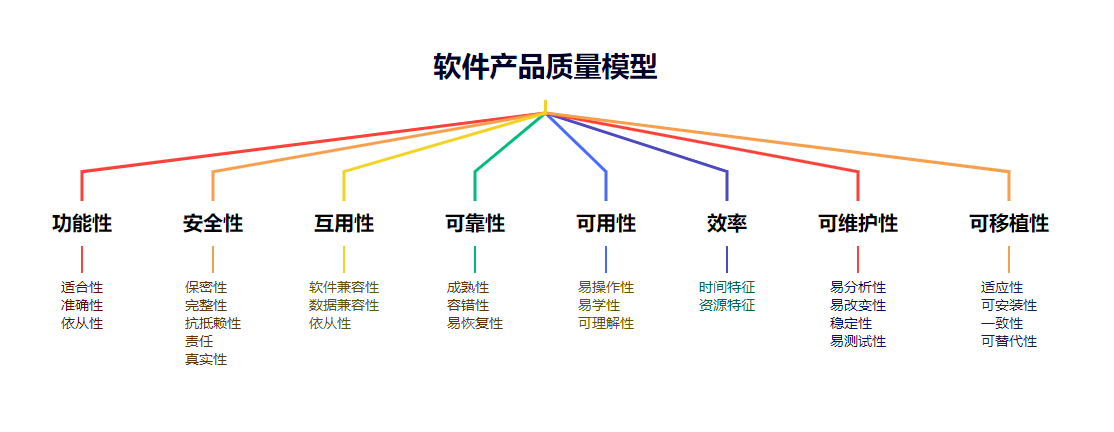 软件产品质量模型
功能性
安全性
互用性
可靠性
可用性
效率
可维护性
可移植性
适合性
准确性
依从性
保密性
完整性
抗抵赖性
责任
真实性
软件兼容性
数据兼容性
依从性
成熟性
容错性
易恢复性
易操作性
易学性
可理解性
时间特征
资源特征
易分析性
易改变性
稳定性
易测试性
适应性
可安装性
一致性
可替代性